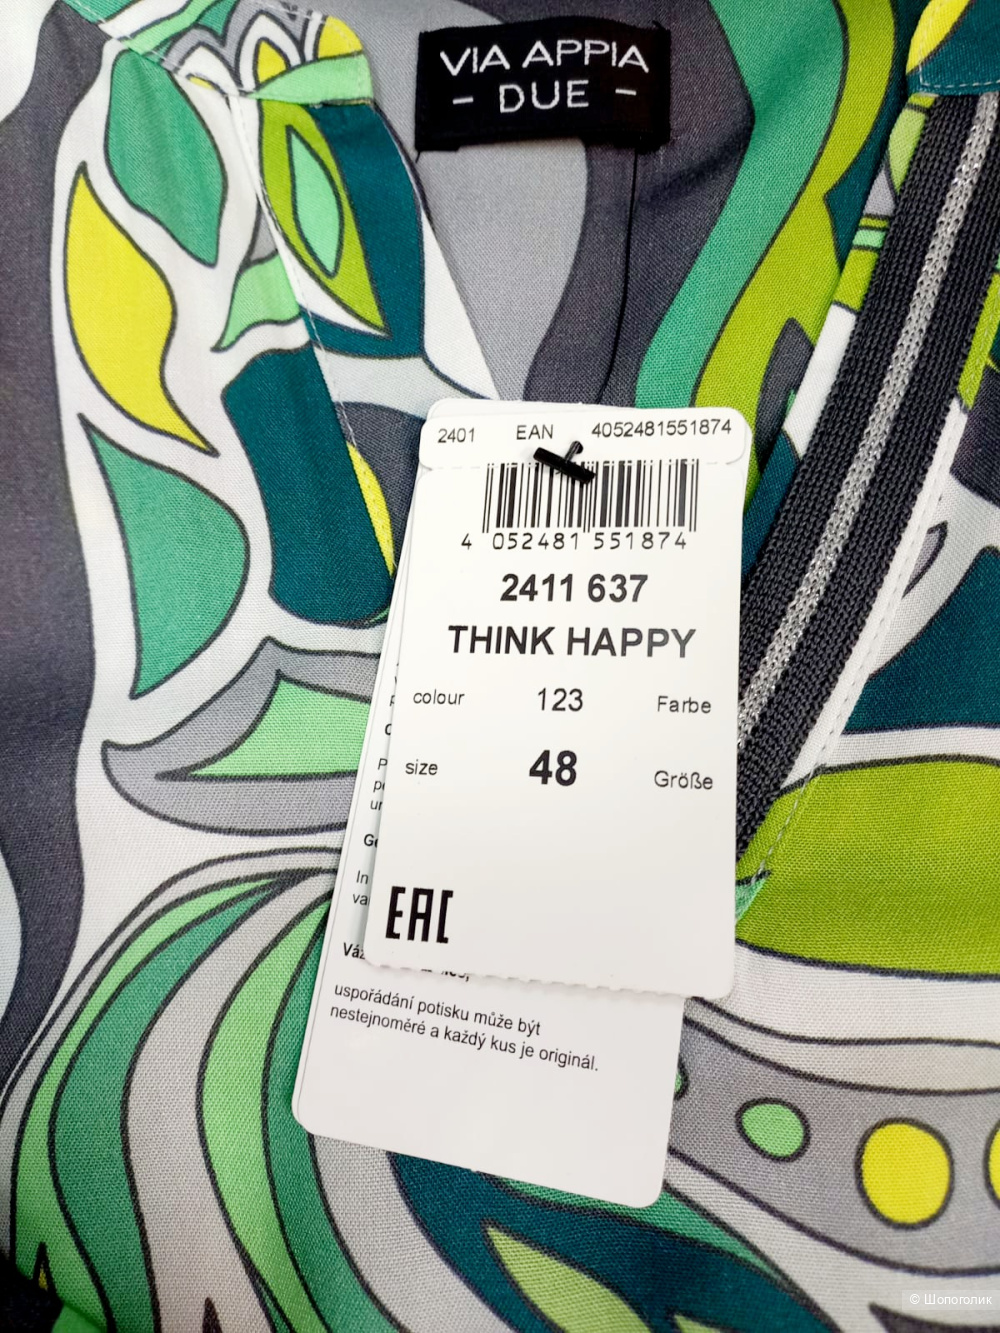 VIA APPIA
- DUE -
2401 EAN 4052481551874
4 052481 551874
2411 637
THINK HAPPY
colour 123 Farbe
size 48 Größe
EAC
In
uspořádání potisku může být
nestejnoměré a každý kus je originál.
© Шопоголик